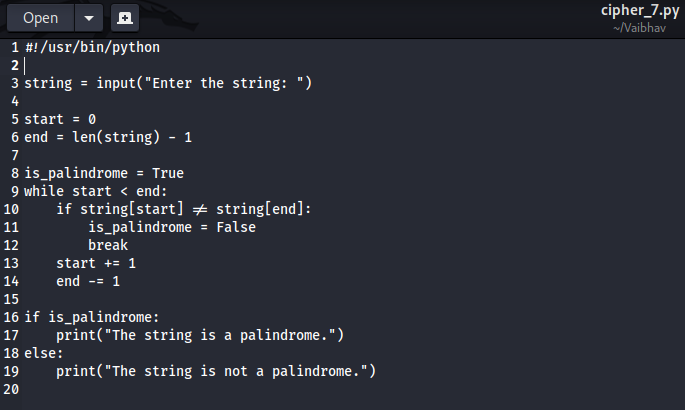 Open
cipher_7.py
~/Vaibhav
1 #!/usr/bin/python
2
3 string = input("Enter the string: ")
4
5 start = 0
6 end = len(string) - 1
7
8 is_palindrome = True
9 while start < end:
10     if string[start] != string[end]:
11         is_palindrome = False
12         break
13     start += 1
14     end -= 1
15
16 if is_palindrome:
17     print("The string is a palindrome.")
18 else:
19     print("The string is not a palindrome.")
20